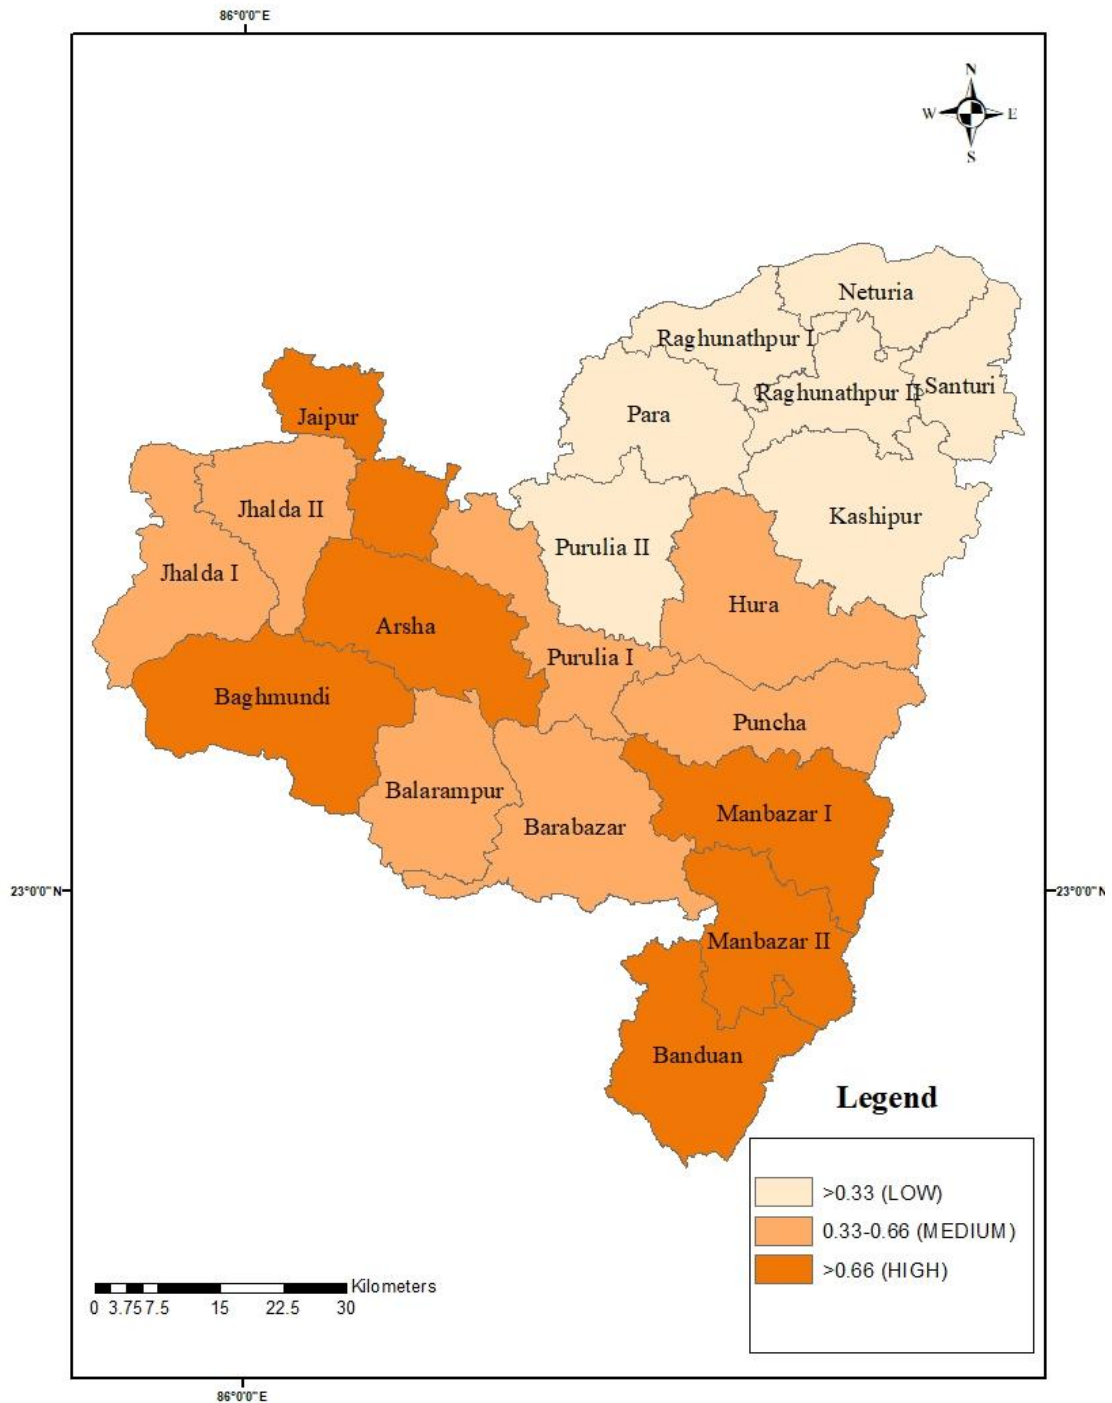 86°0'0"E
N
W E
S
Neturia
Raghunathpur I
Raghunathpur II
Santuri
Para
Jaipur
Jhalda II
Kashipur
Purulia II
Jhalda I
Hura
Arsha
Purulia I
Baghmundi
Puncha
Balarampur
Manbazar I
Barabazar
23°0'0"N
23°0'0"N
Manbazar II
Banduan
Legend
>0.33 (LOW)
0.33-0.66 (MEDIUM)
>0.66 (HIGH)
Kilometers
0 3.75 7.5 15 22.5 30
86°0'0"E